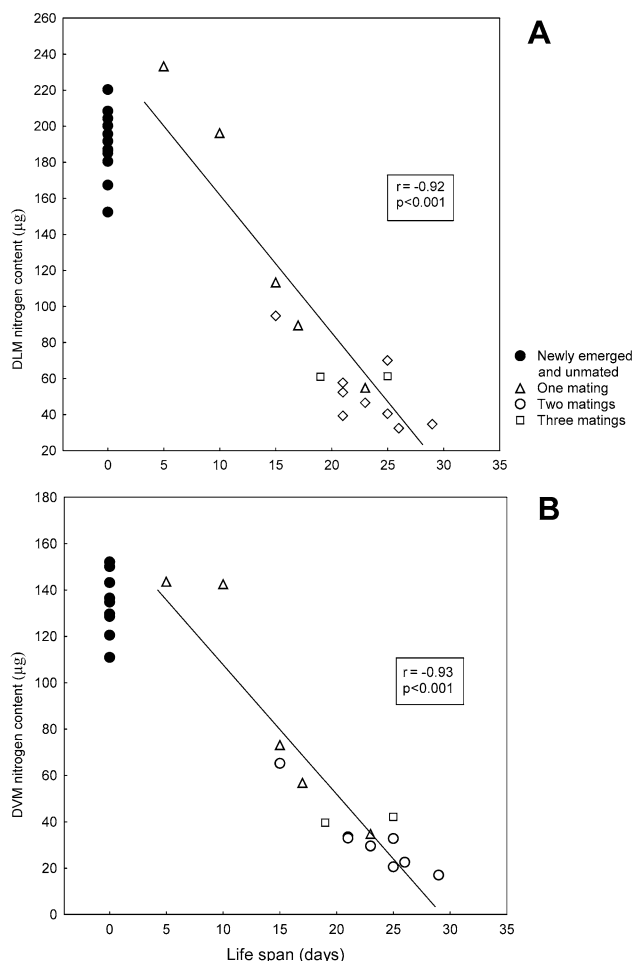 A
260
240
220
200
180
160
140
120
100
80
60
40
20
DLM nitrogen content (µg)
r= -0.92
p<0.001
0 5 10 15 20 25 30 35
Newly emerged
and unmated
One mating
Two matings
Three matings
B
180
160
140
120
100
80
60
40
20
0
DVM nitrogen content (µg)
r= -0.93
p<0.001
0 5 10 15 20 25 30 35
Life span (days)